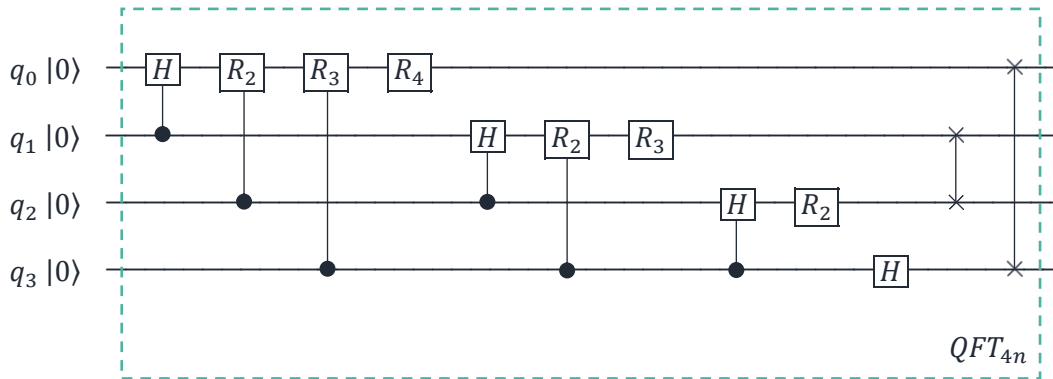 q₀ |0⟩ H R₂ R₃ R₄
q₁ |0⟩ H R₂ R₃
q₂ |0⟩ H R₂
q₃ |0⟩ H
QFT₄ₙ